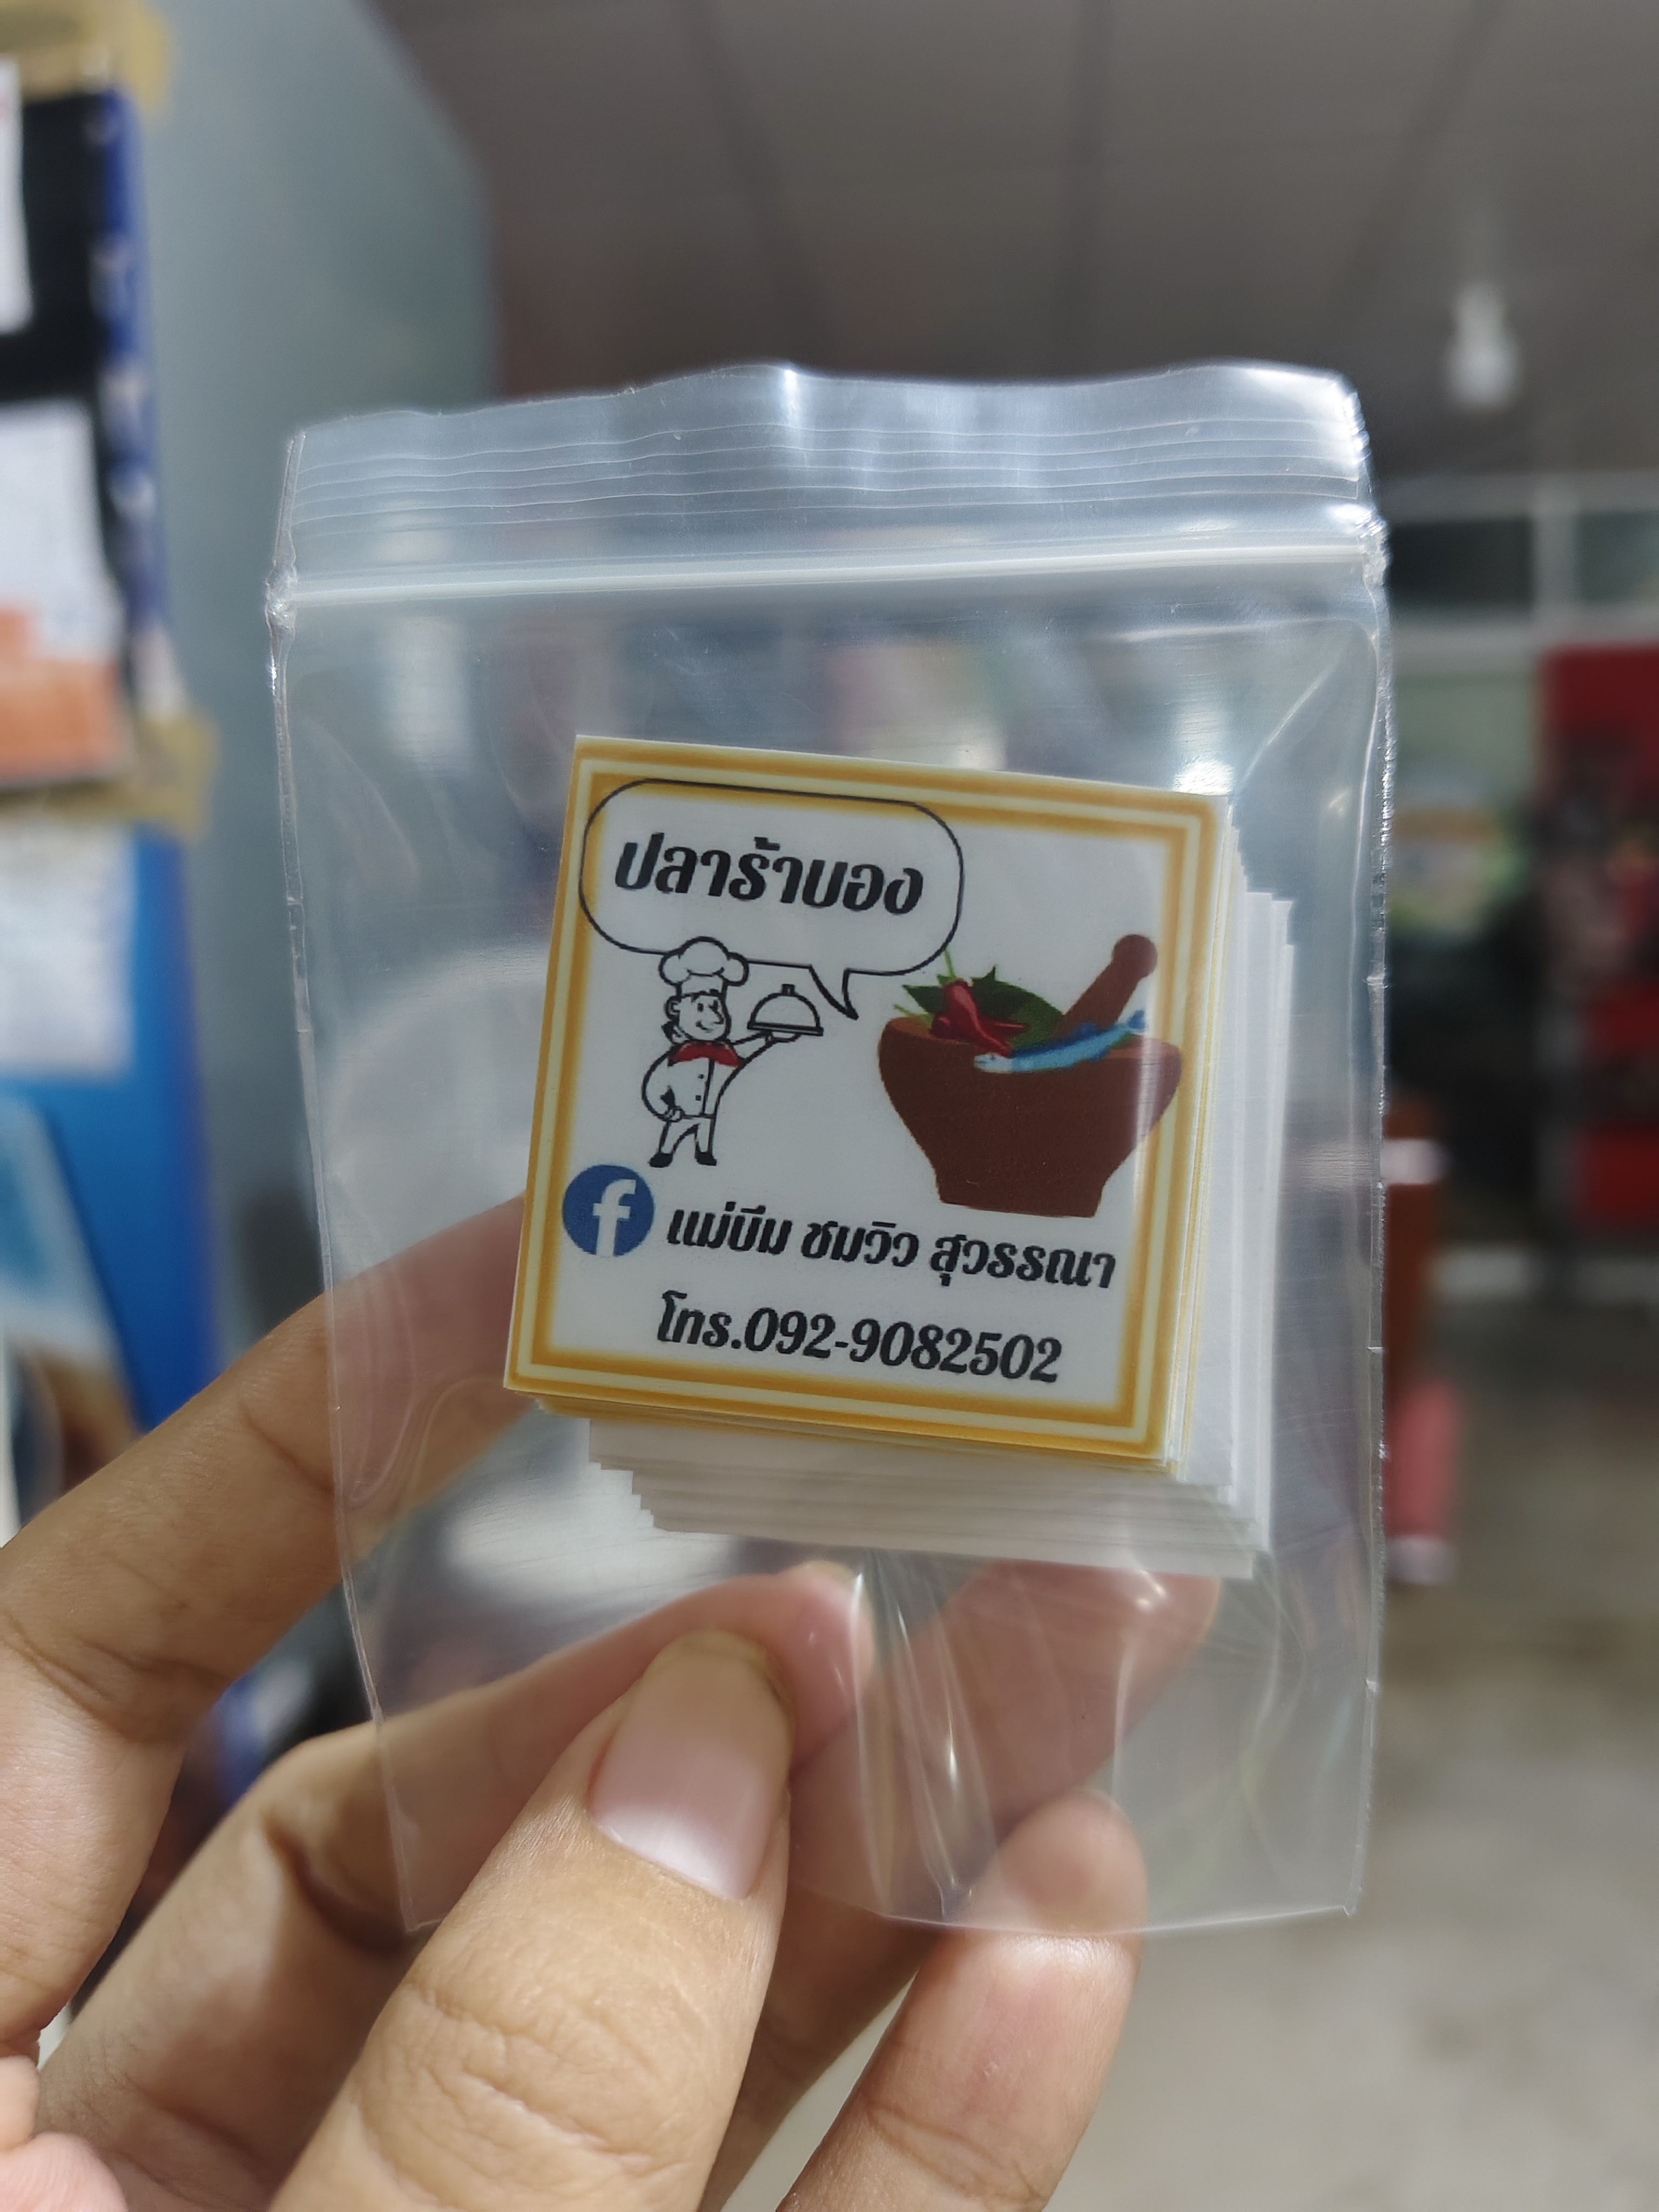 ปลาร้าบอง
f แม่บีม ชมวิว สุวรรณา
โทร.092-9082502